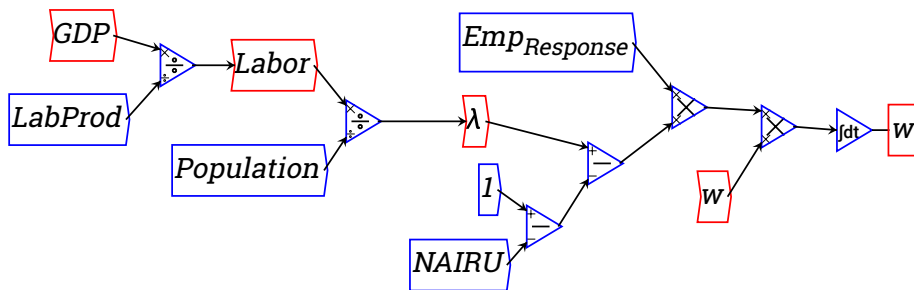 GDP
LabProd
×
÷
÷
Labor
Population
×
÷
÷
λ
1
NAIRU
+
−
−
+
−
−
Emp_Response
×
×
×
w
×
×
×
∫dt
w